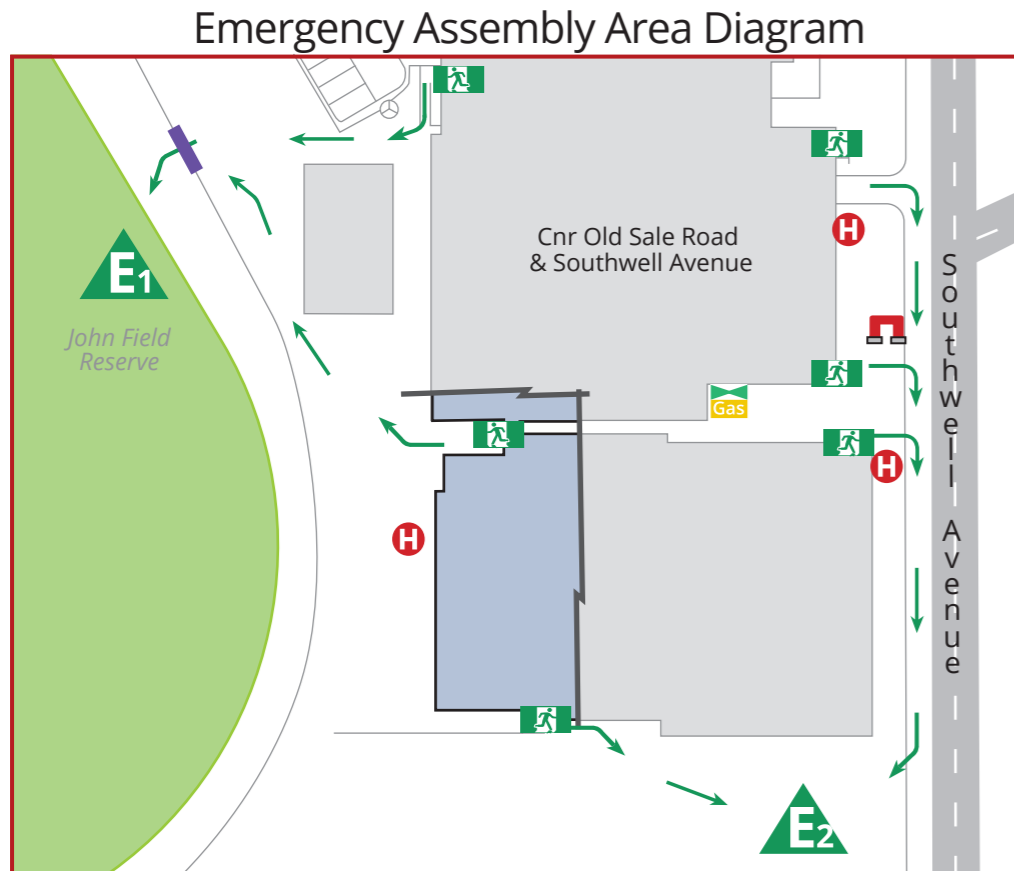 Emergency Assembly Area Diagram
Cnr Old Sale Road
& Southwell Avenue
H
E1
John Field
Reserve
Southwell Avenue
Gas
H
H
E2